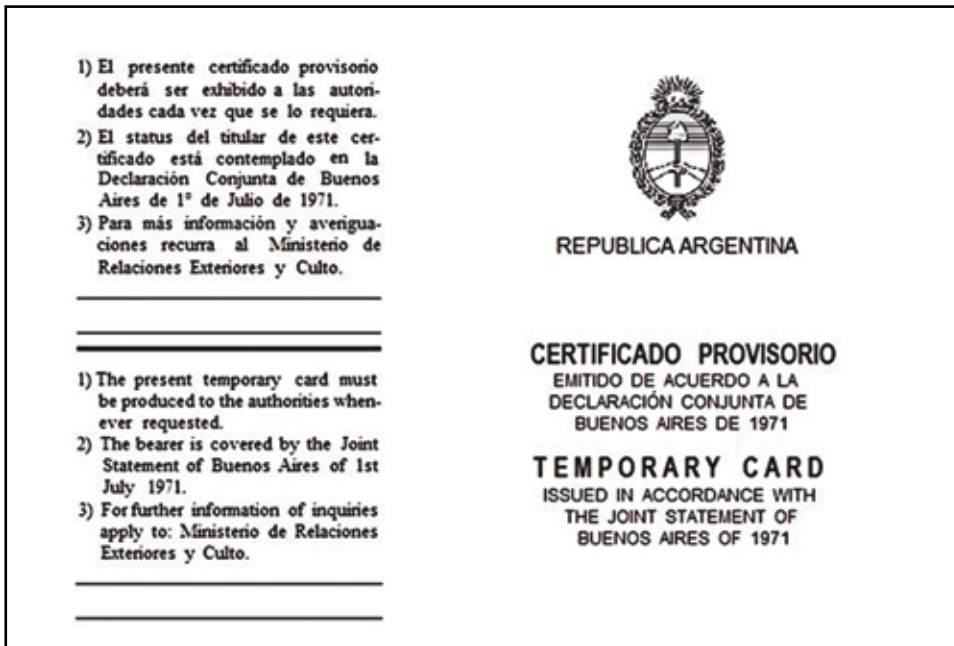 1) El presente certificado provisorio
deberá ser exhibido a las autori-
dades cada vez que se lo requiera.
2) El status del titular de este cer-
tificado está contemplado en la
Declaración Conjunta de Buenos
Aires de 1° de Julio de 1971.
3) Para más información y averigua-
ciones recurra al Ministerio de
Relaciones Exteriores y Culto.
1) The present temporary card must
be produced to the authorities when-
ever requested.
2) The bearer is covered by the Joint
Statement of Buenos Aires of 1st
July 1971.
3) For further information of inquiries
apply to: Ministerio de Relaciones
Exteriores y Culto.
REPUBLICA ARGENTINA
CERTIFICADO PROVISORIO
EMITIDO DE ACUERDO A LA
DECLARACIÓN CONJUNTA DE
BUENOS AIRES DE 1971
TEMPORARY CARD
ISSUED IN ACCORDANCE WITH
THE JOINT STATEMENT OF
BUENOS AIRES OF 1971